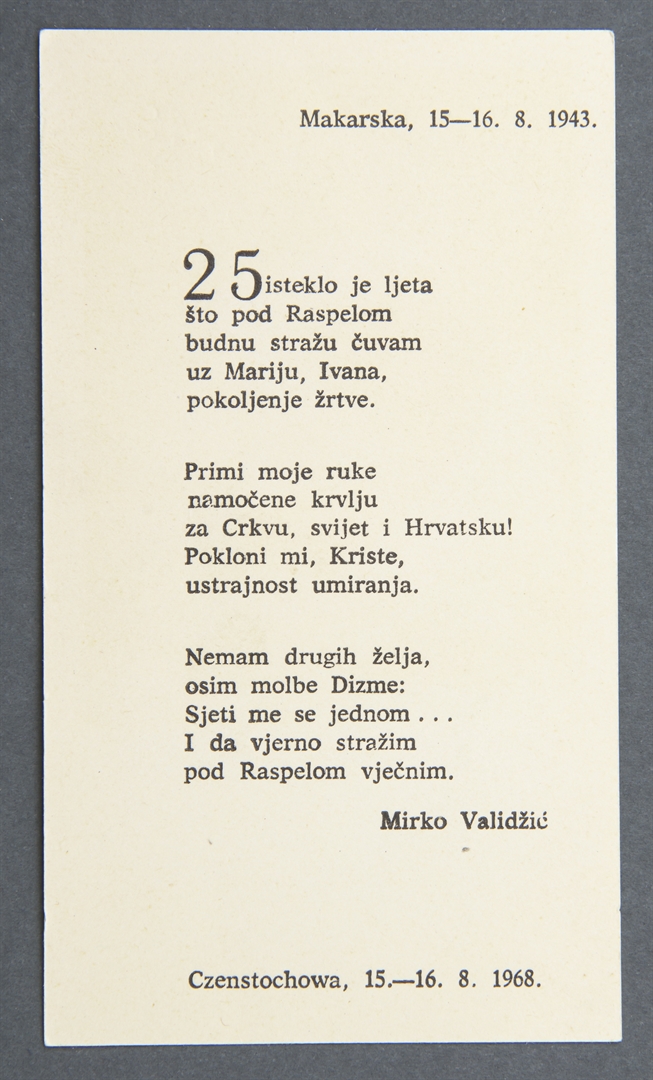 Makarska, 15—16. 8. 1943.
25 isteklo je ljeta
što pod Raspelom
budnu stražu čuvam
uz Mariju, Ivana,
pokoljenje žrtve.
Primi moje ruke
namočene krvlju
za Crkvu, svijet i Hrvatsku!
Pokloni mi, Kriste,
ustrajnost umiranja.
Nemam drugih želja,
osim molbe Dizme:
Sjeti me se jednom . . .
I da vjerno stražim
pod Raspelom vječnim.
Mirko Validžić
Czenstochowa, 15.—16. 8. 1968.